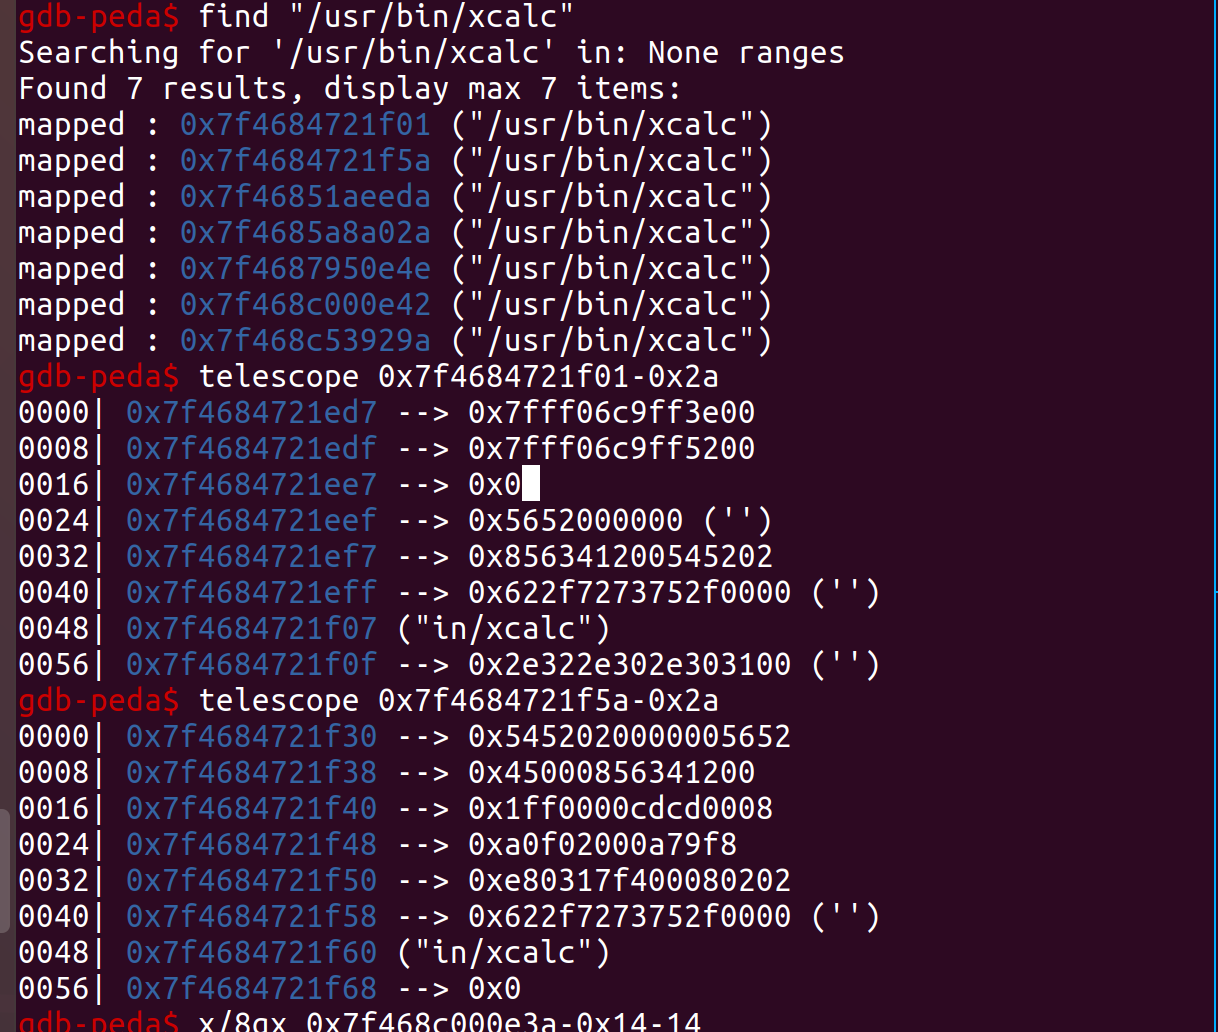 gdb-peda$ find "/usr/bin/xcalc"
Searching for '/usr/bin/xcalc' in: None ranges
Found 7 results, display max 7 items:
mapped : 0x7f4684721f01 ("/usr/bin/xcalc")
mapped : 0x7f4684721f5a ("/usr/bin/xcalc")
mapped : 0x7f46851aeeda ("/usr/bin/xcalc")
mapped : 0x7f4685a8a02a ("/usr/bin/xcalc")
mapped : 0x7f4687950e4e ("/usr/bin/xcalc")
mapped : 0x7f468c000e42 ("/usr/bin/xcalc")
mapped : 0x7f468c53929a ("/usr/bin/xcalc")
gdb-peda$ telescope 0x7f4684721f01-0x2a
0000| 0x7f4684721ed7 --> 0x7fff06c9ff3e00
0008| 0x7f4684721edf --> 0x7fff06c9ff5200
0016| 0x7f4684721ee7 --> 0x0
0024| 0x7f4684721eef --> 0x5652000000 ('')
0032| 0x7f4684721ef7 --> 0x856341200545202
0040| 0x7f4684721eff --> 0x622f7273752f0000 ('')
0048| 0x7f4684721f07 ("in/xcalc")
0056| 0x7f4684721f0f --> 0x2e322e302e303100 ('')
gdb-peda$ telescope 0x7f4684721f5a-0x2a
0000| 0x7f4684721f30 --> 0x5452020000005652
0008| 0x7f4684721f38 --> 0x45000856341200
0016| 0x7f4684721f40 --> 0x1ff0000cdcd0008
0024| 0x7f4684721f48 --> 0xa0f02000a79f8
0032| 0x7f4684721f50 --> 0xe80317f400080202
0040| 0x7f4684721f58 --> 0x622f7273752f0000 ('')
0048| 0x7f4684721f60 ("in/xcalc")
0056| 0x7f4684721f68 --> 0x0
gdb-peda$ x/8gx 0x7f468c000e3a-0x14-14